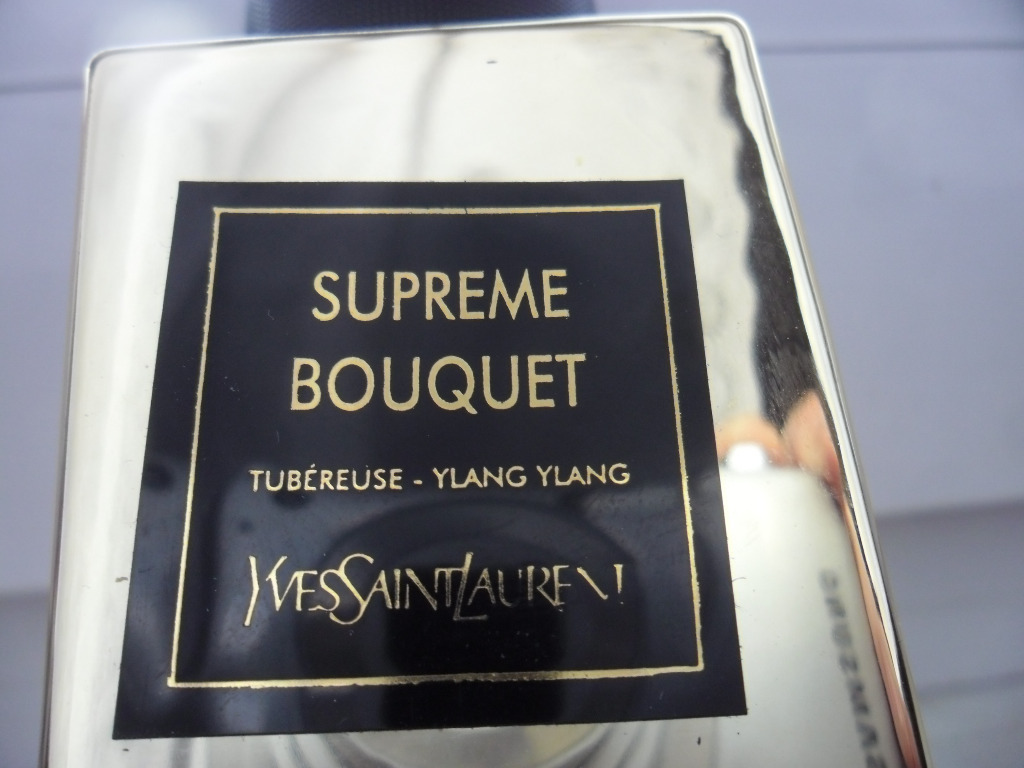 SUPREME
BOUQUET
TUBÉREUSE - YLANG YLANG
YVESSAINTLAURENT